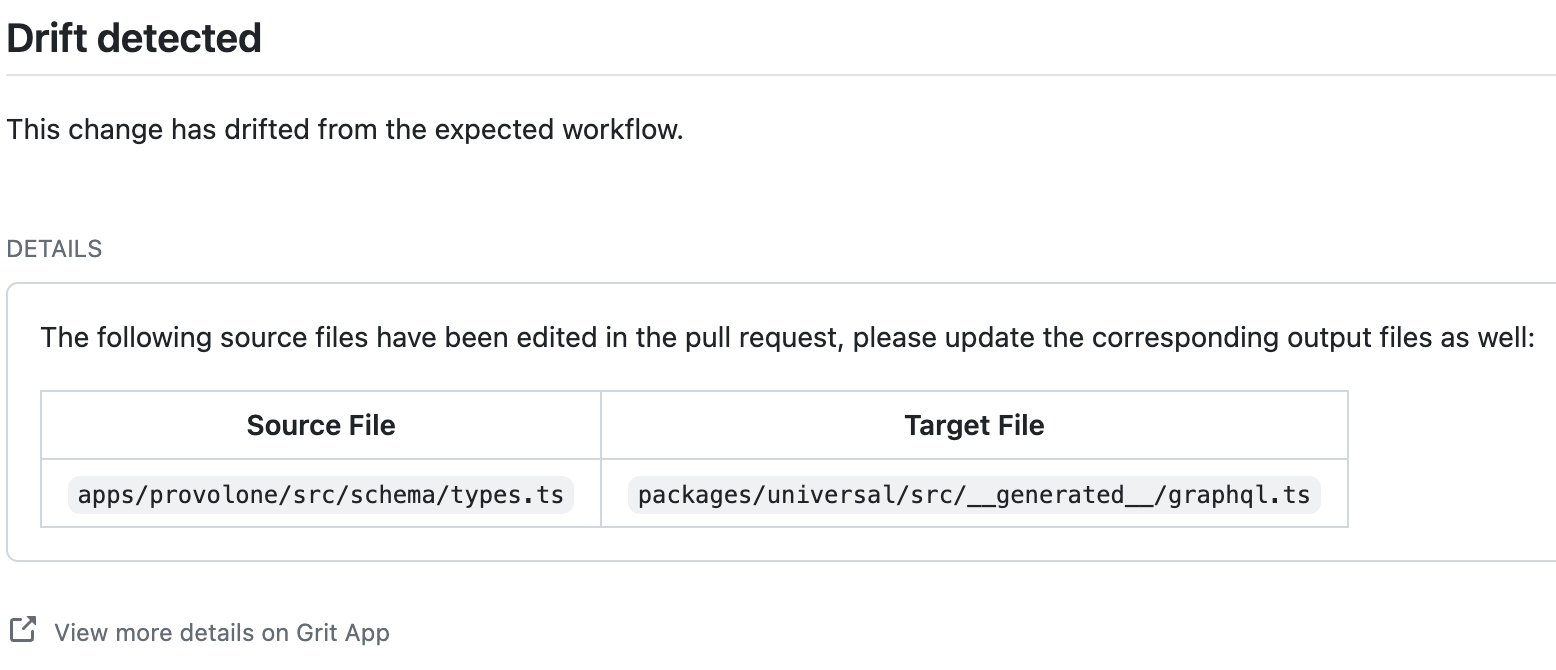 Drift detected
This change has drifted from the expected workflow.
DETAILS
The following source files have been edited in the pull request, please update the corresponding output files as well:
Source File Target File
apps/provolone/src/schema/types.ts packages/universal/src/__generated__/graphql.ts
View more details on Grit App